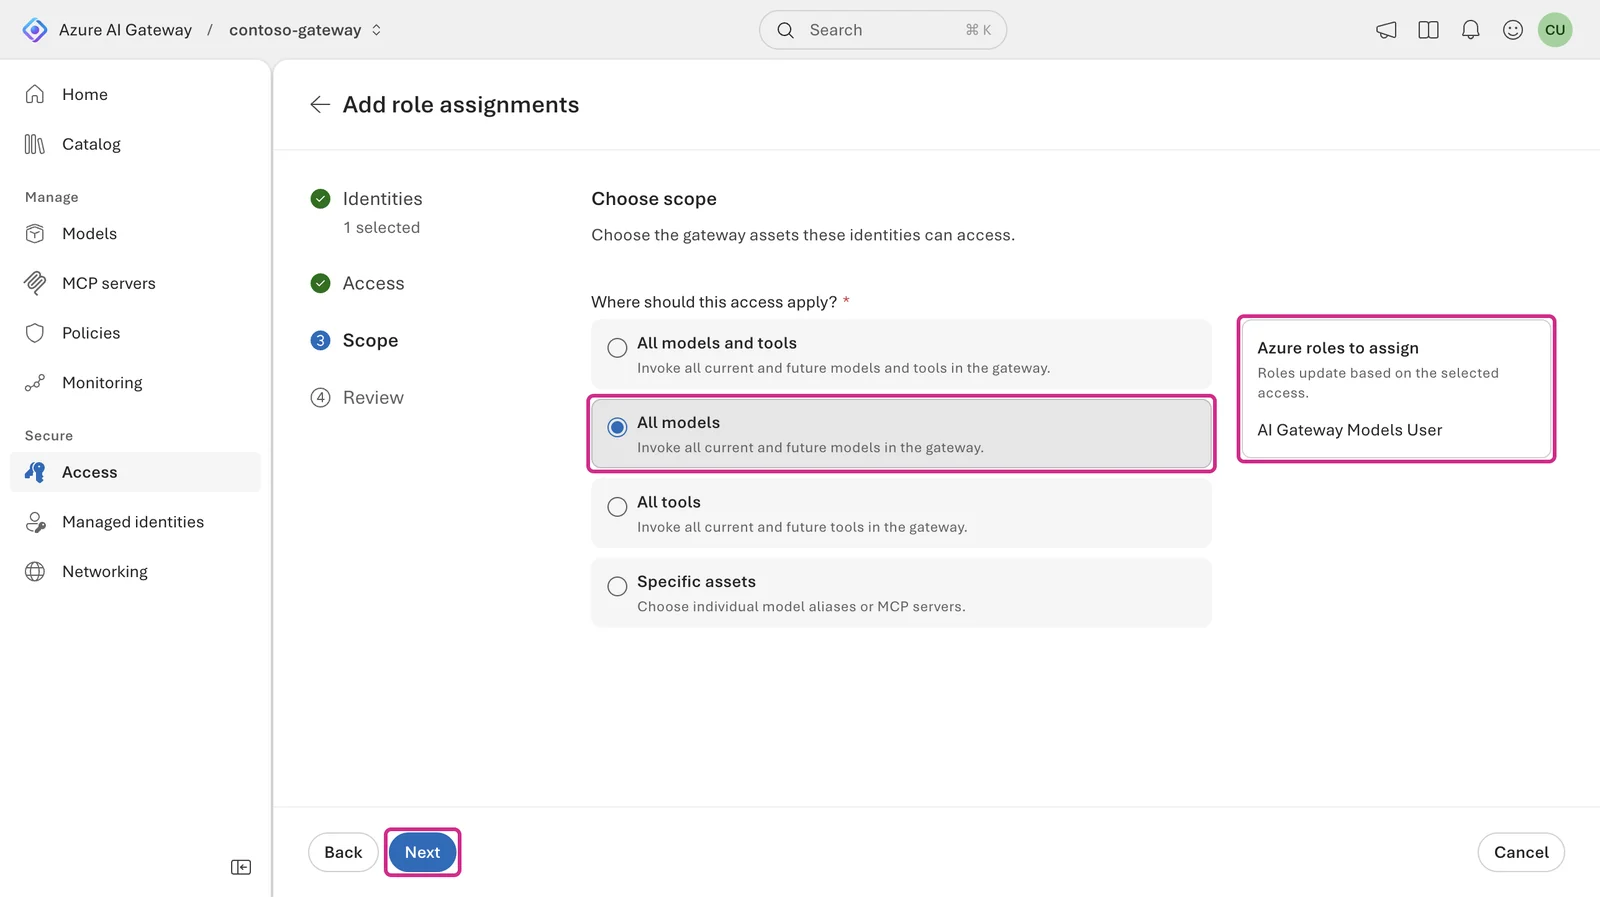 Azure AI Gateway / contoso-gateway
Search
⌘ K
CU
Home
Catalog
Manage
Models
MCP servers
Policies
Monitoring
Secure
Access
Managed identities
Networking
Add role assignments
Identities
1 selected
Access
3 Scope
4 Review
Choose scope
Choose the gateway assets these identities can access.
Where should this access apply? *
All models and tools
Invoke all current and future models and tools in the gateway.
All models
Invoke all current and future models in the gateway.
All tools
Invoke all current and future tools in the gateway.
Specific assets
Choose individual model aliases or MCP servers.
Azure roles to assign
Roles update based on the selected
access.
AI Gateway Models User
Back
Next
Cancel